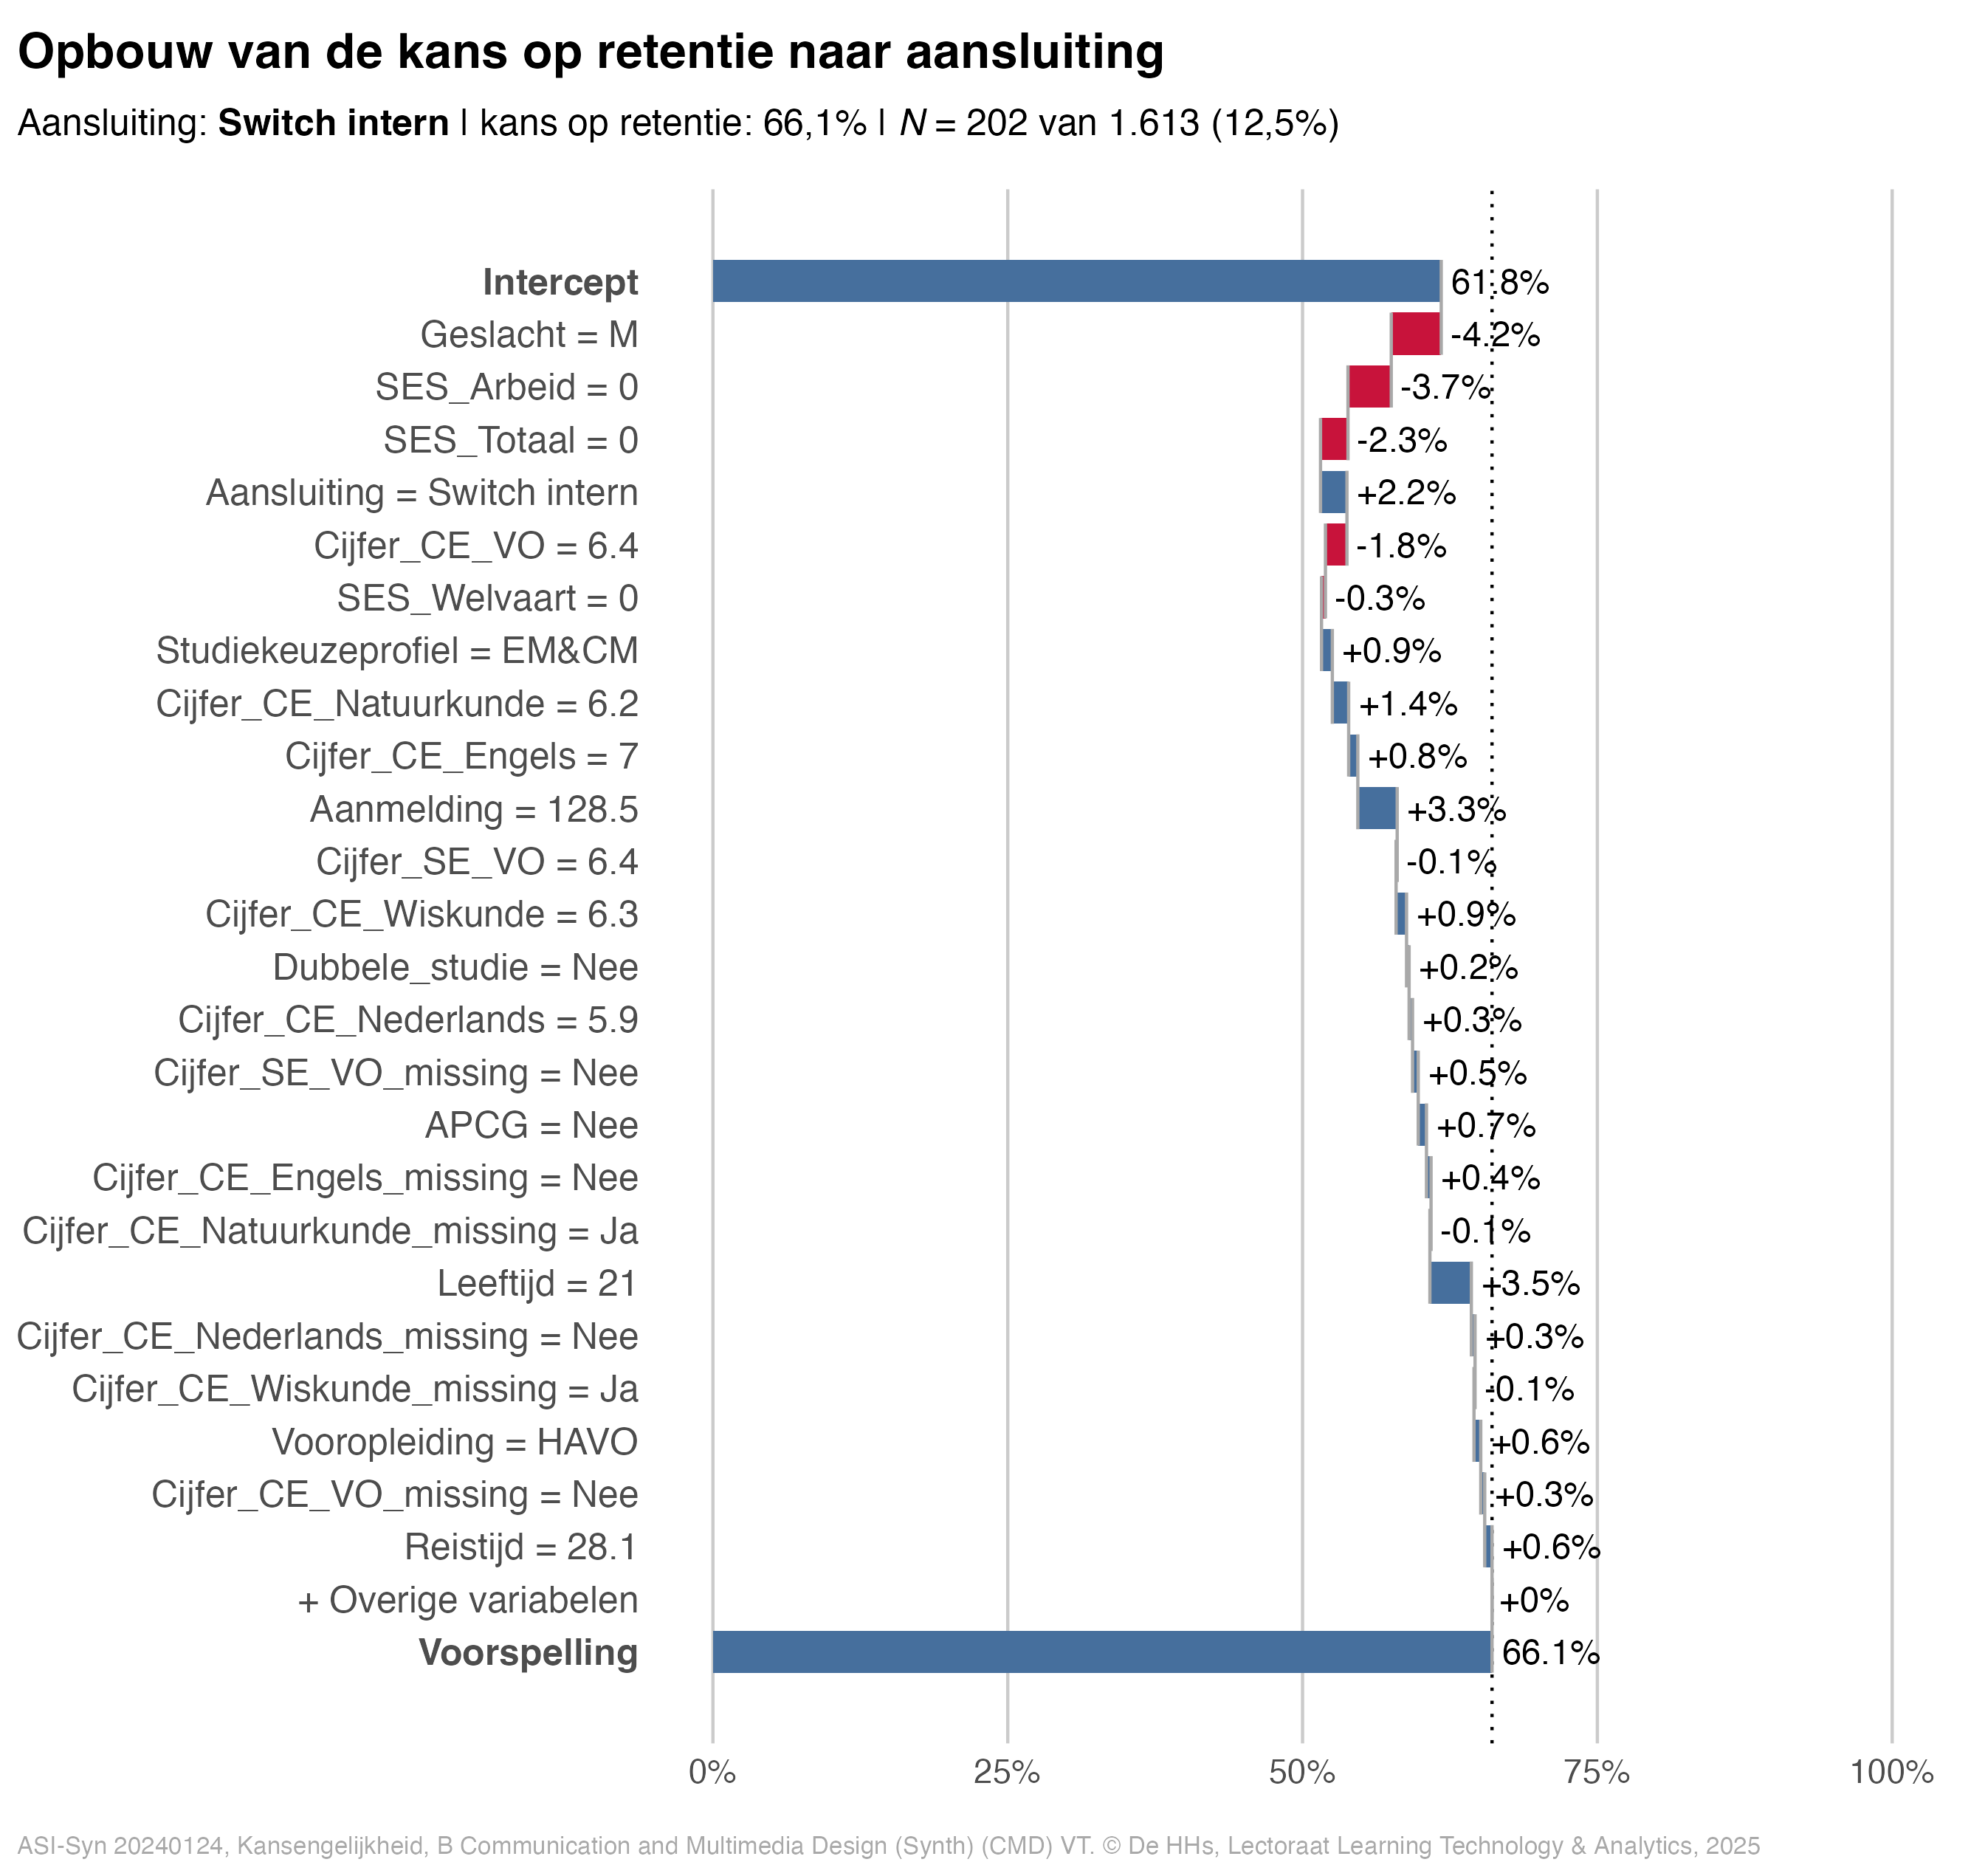 Opbouw van de kans op retentie naar aansluiting
Aansluiting: Switch intern | kans op retentie: 66,1% | N = 202 van 1.613 (12,5%)
Intercept 61.8%
Geslacht = M -4.2%
SES_Arbeid = 0 -3.7%
SES_Totaal = 0 -2.3%
Aansluiting = Switch intern +2.2%
Cijfer_CE_VO = 6.4 -1.8%
SES_Welvaart = 0 -0.3%
Studiekeuzeprofiel = EM&CM +0.9%
Cijfer_CE_Natuurkunde = 6.2 +1.4%
Cijfer_CE_Engels = 7 +0.8%
Aanmelding = 128.5 +3.3%
Cijfer_SE_VO = 6.4 -0.1%
Cijfer_CE_Wiskunde = 6.3 +0.9%
Dubbele_studie = Nee +0.2%
Cijfer_CE_Nederlands = 5.9 +0.3%
Cijfer_SE_VO_missing = Nee +0.5%
APCG = Nee +0.7%
Cijfer_CE_Engels_missing = Nee +0.4%
Cijfer_CE_Natuurkunde_missing = Ja -0.1%
Leeftijd = 21 +3.5%
Cijfer_CE_Nederlands_missing = Nee +0.3%
Cijfer_CE_Wiskunde_missing = Ja -0.1%
Vooropleiding = HAVO +0.6%
Cijfer_CE_VO_missing = Nee +0.3%
Reistijd = 28.1 +0.6%
+ Overige variabelen +0%
Voorspelling 66.1%
0% 25% 50% 75% 100%
ASI-Syn 20240124, Kansengelijkheid, B Communication and Multimedia Design (Synth) (CMD) VT. © De HHs, Lectoraat Learning Technology & Analytics, 2025